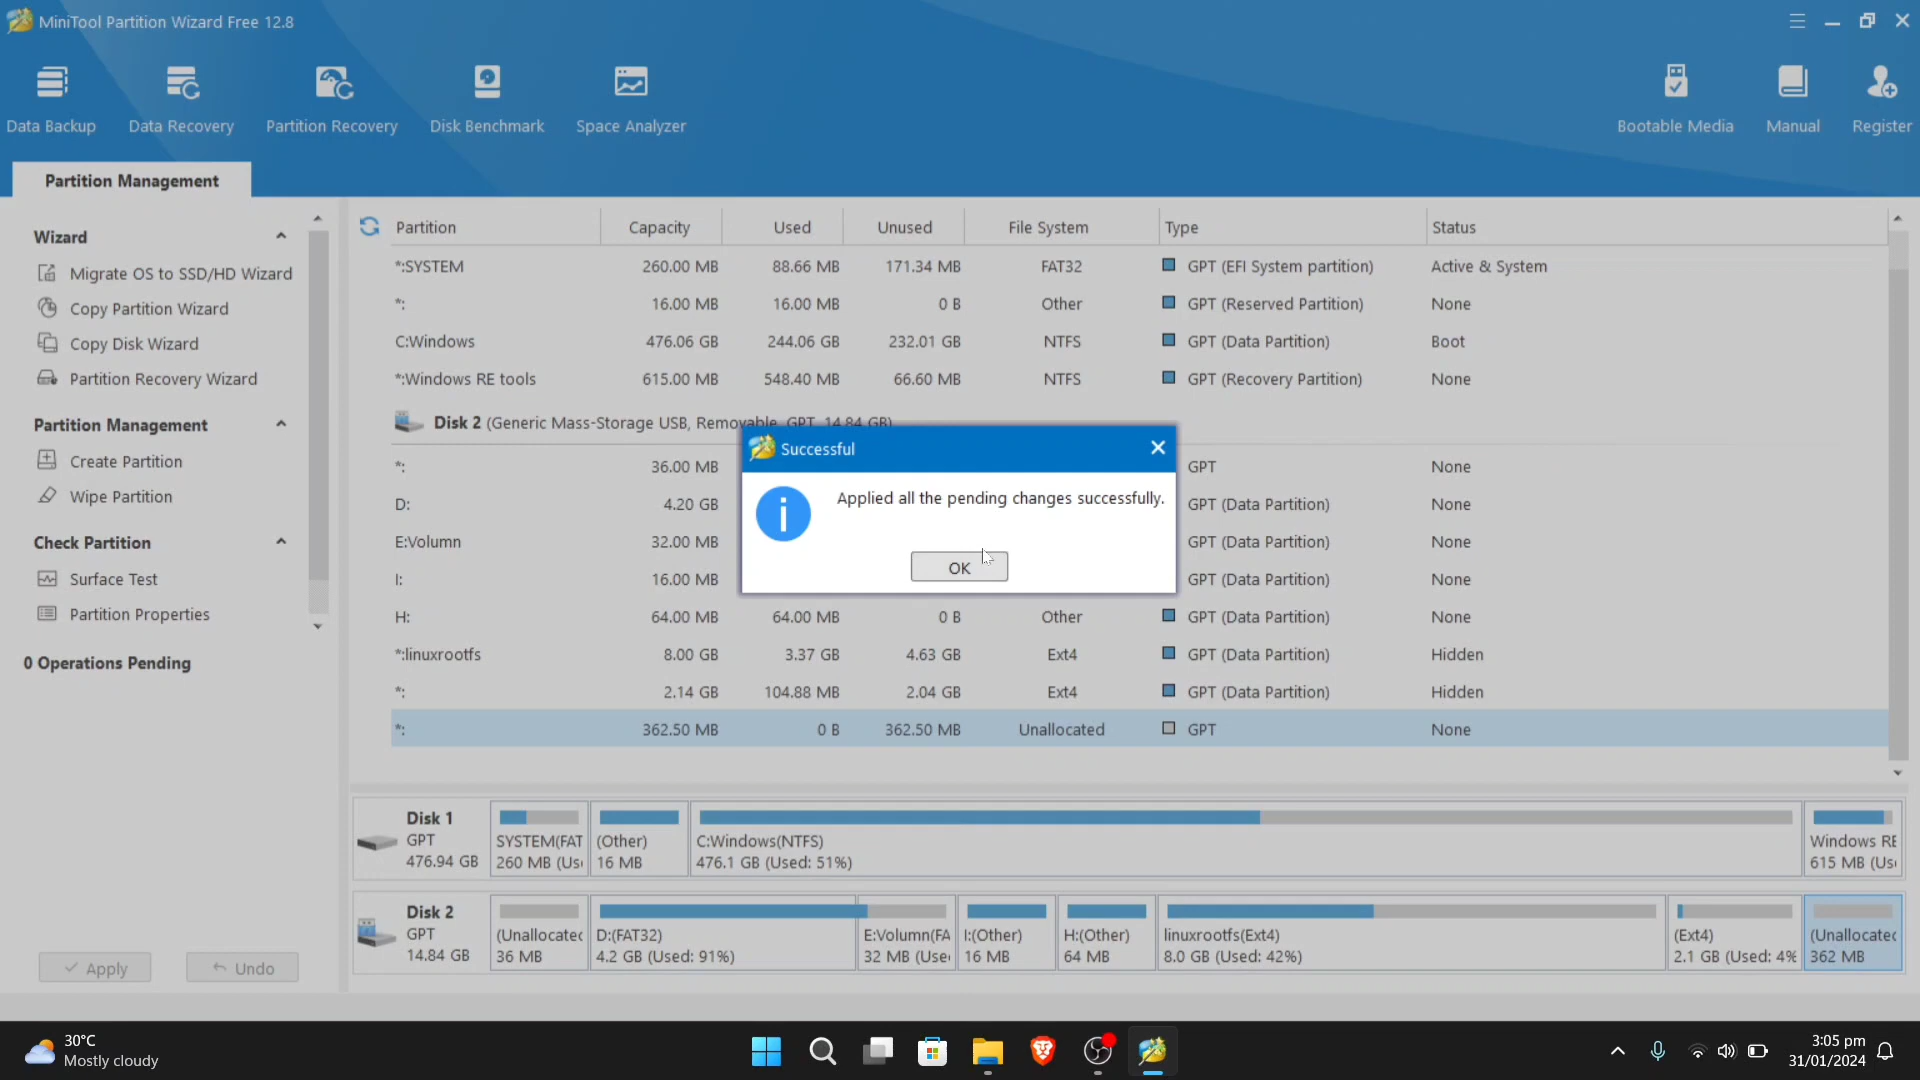 MiniTool Partition Wizard Free 12.8
Data Backup
Data Recovery
Partition Recovery
Disk Benchmark
Space Analyzer
Bootable Media
Manual
Register
Partition Management
Wizard
Migrate OS to SSD/HD Wizard
Copy Partition Wizard
Copy Disk Wizard
Partition Recovery Wizard
Partition Management
Create Partition
Wipe Partition
Check Partition
Surface Test
Partition Properties
0 Operations Pending
Apply
Undo
Partition Capacity Used Unused File System Type Status
*:SYSTEM 260.00 MB 88.66 MB 171.34 MB FAT32 GPT (EFI System partition) Active & System
*: 16.00 MB 16.00 MB 0 B Other GPT (Reserved Partition) None
C:Windows 476.06 GB 244.06 GB 232.01 GB NTFS GPT (Data Partition) Boot
*:Windows RE tools 615.00 MB 548.40 MB 66.60 MB NTFS GPT (Recovery Partition) None
Disk 2 (Generic Mass-Storage USB, Removable, GPT, 14.84 GB)
*: 36.00 MB GPT None
D: 4.20 GB GPT (Data Partition) None
E:Volumn 32.00 MB GPT (Data Partition) None
I: 16.00 MB GPT (Data Partition) None
H: 64.00 MB 64.00 MB 0 B Other GPT (Data Partition) None
*:linuxrootfs 8.00 GB 3.37 GB 4.63 GB Ext4 GPT (Data Partition) Hidden
*: 2.14 GB 104.88 MB 2.04 GB Ext4 GPT (Data Partition) Hidden
*: 362.50 MB 0 B 362.50 MB Unallocated GPT None
Successful
Applied all the pending changes successfully.
OK
Disk 1
GPT
476.94 GB
SYSTEM(FAT
260 MB (Us
(Other)
16 MB
C:Windows(NTFS)
476.1 GB (Used: 51%)
Windows RE
615 MB (Us
Disk 2
GPT
14.84 GB
(Unallocated
36 MB
D:(FAT32)
4.2 GB (Used: 91%)
E:Volumn(FA
32 MB (Use
I:(Other)
16 MB
H:(Other)
64 MB
linuxrootfs(Ext4)
8.0 GB (Used: 42%)
(Ext4)
2.1 GB (Used: 4%
(Unallocated
362 MB
30°C
Mostly cloudy
3:05 pm
31/01/2024